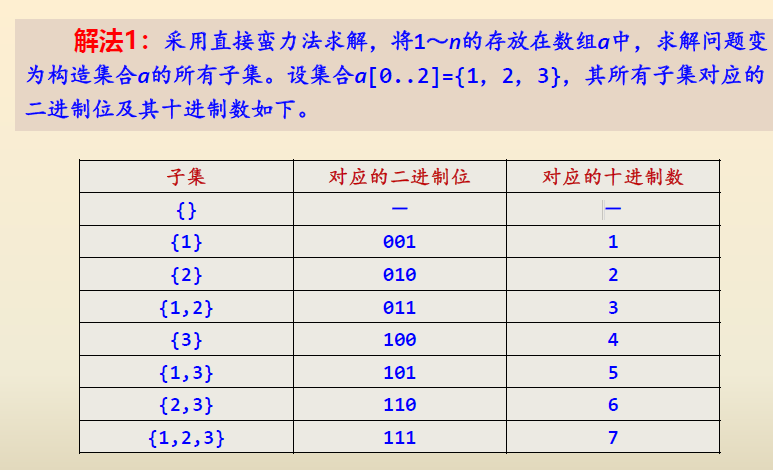 解法1：采用直接蛮力法求解，将1～n的存放在数组a中，求解问题变
为构造集合a的所有子集。设集合a[0..2]={1，2，3}，其所有子集对应的
二进制位及其十进制数如下。
子集 对应的二进制位 对应的十进制数
{} — —
{1} 001 1
{2} 010 2
{1,2} 011 3
{3} 100 4
{1,3} 101 5
{2,3} 110 6
{1,2,3} 111 7